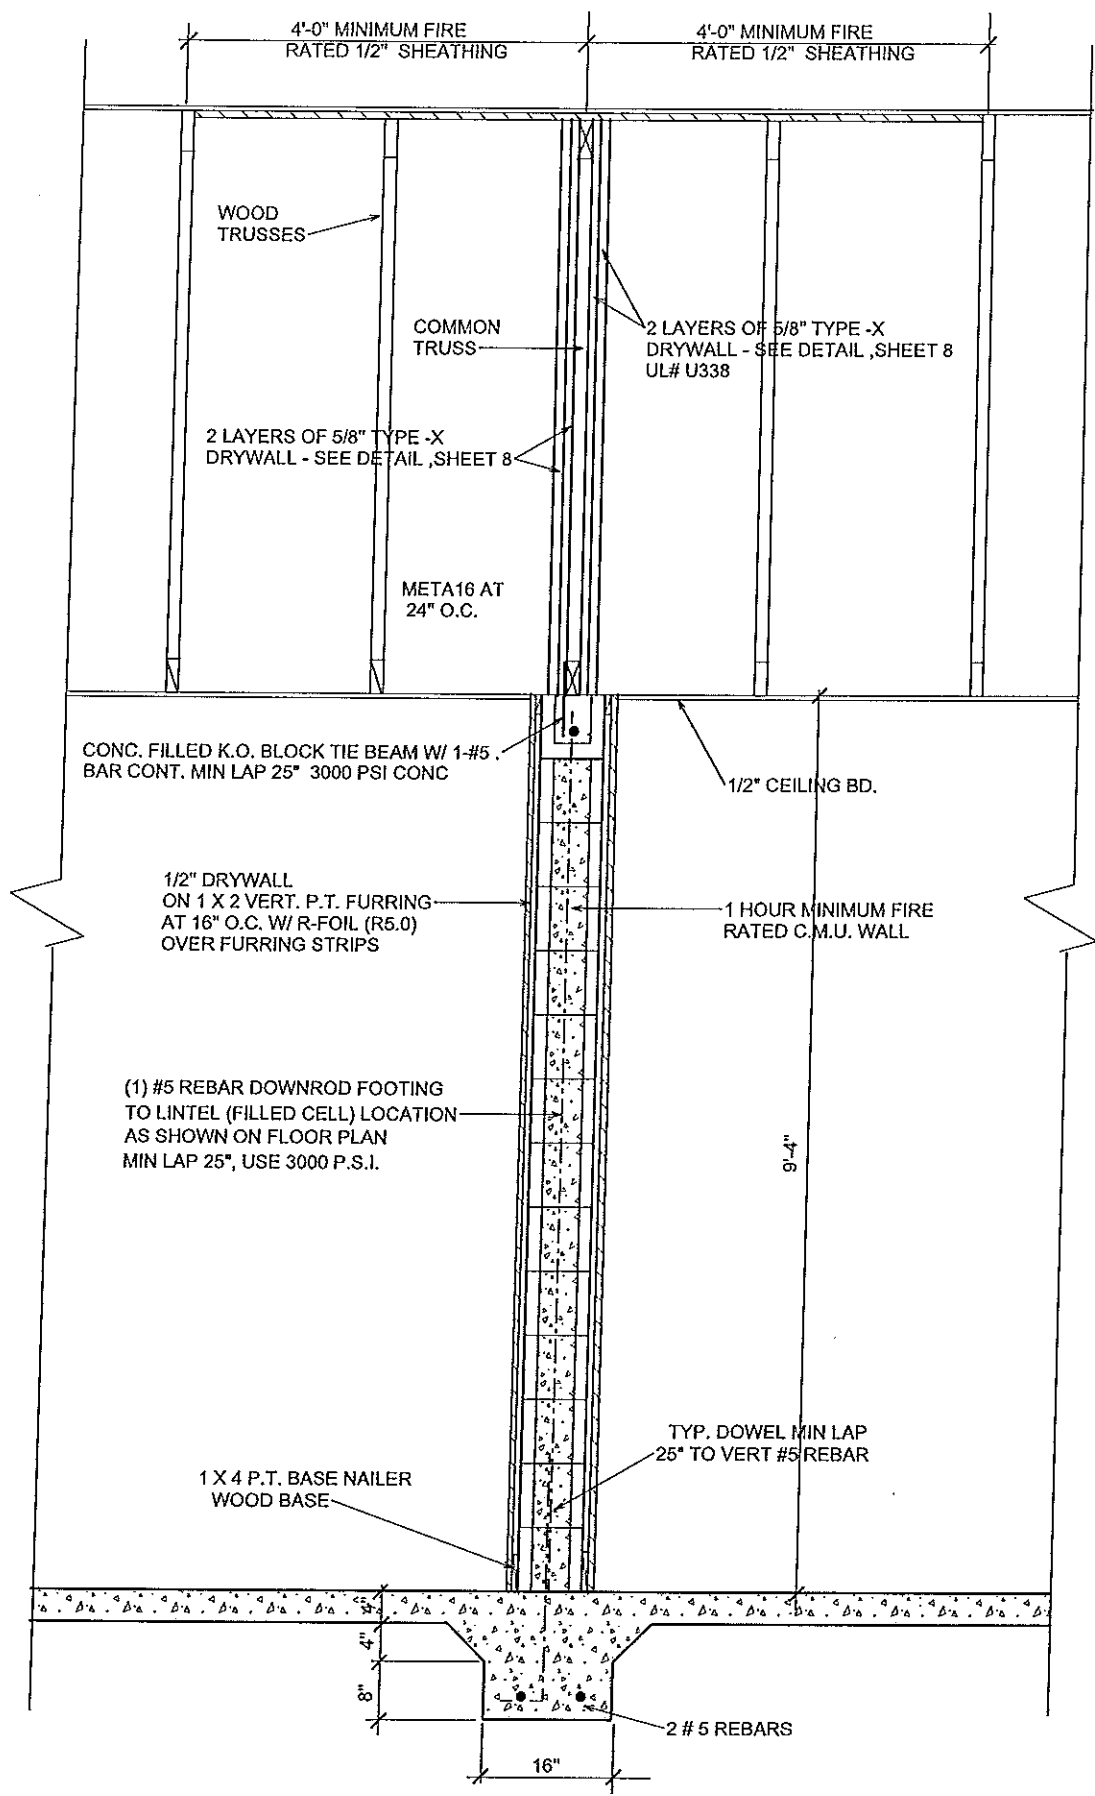 4'-0" MINIMUM FIRE
RATED 1/2" SHEATHING
4'-0" MINIMUM FIRE
RATED 1/2" SHEATHING
WOOD
TRUSSES
COMMON
TRUSS
2 LAYERS OF 5/8" TYPE -X
DRYWALL - SEE DETAIL ,SHEET 8
UL# U338
2 LAYERS OF 5/8" TYPE -X
DRYWALL - SEE DETAIL ,SHEET 8
META16 AT
24" O.C.
CONC. FILLED K.O. BLOCK TIE BEAM W/ 1-#5
BAR CONT. MIN LAP 25" 3000 PSI CONC
1/2" CEILING BD.
1/2" DRYWALL
ON 1 X 2 VERT. P.T. FURRING
AT 16" O.C. W/ R-FOIL (R5.0)
OVER FURRING STRIPS
1 HOUR MINIMUM FIRE
RATED C.M.U. WALL
(1) #5 REBAR DOWNROD FOOTING
TO LINTEL (FILLED CELL) LOCATION
AS SHOWN ON FLOOR PLAN
MIN LAP 25", USE 3000 P.S.I.
9'-4"
TYP. DOWEL MIN LAP
25" TO VERT #5 REBAR
1 X 4 P.T. BASE NAILER
WOOD BASE
4"
4"
8"
2 # 5 REBARS
16"